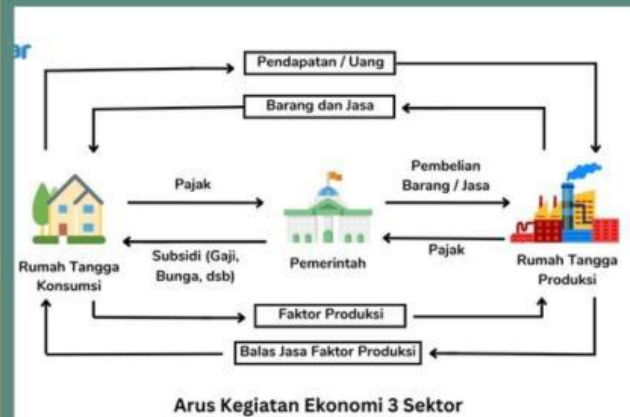 ar
Pendapatan / Uang
Barang dan Jasa
Pajak
Pembelian
Barang / Jasa
Subsidi (Gaji,
Bunga, dsb)
Pemerintah
Pajak
Rumah Tangga
Konsumsi
Rumah Tangga
Produksi
Faktor Produksi
Balas Jasa Faktor Produksi
Arus Kegiatan Ekonomi 3 Sektor